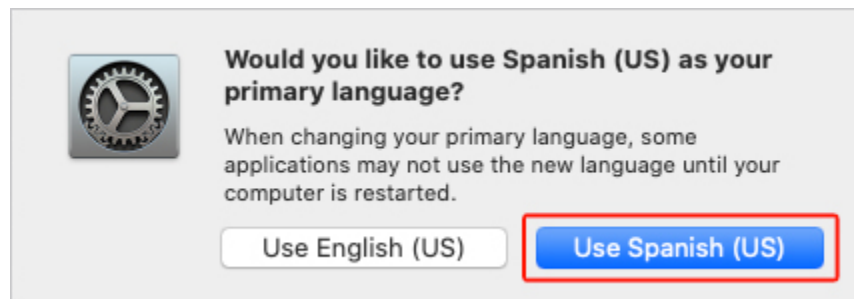 Would you like to use Spanish (US) as your
primary language?
When changing your primary language, some
applications may not use the new language until your
computer is restarted.
Use English (US)
Use Spanish (US)